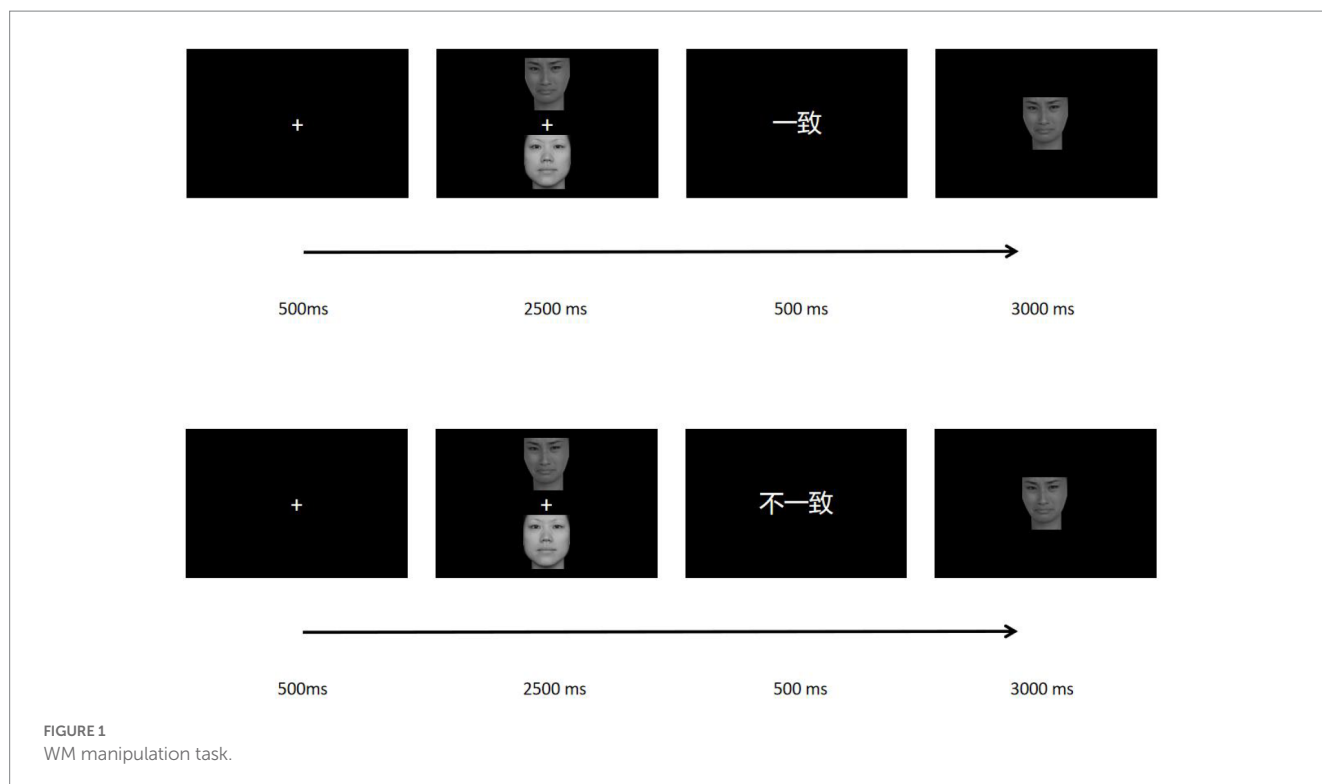 +
+
一致
500ms
2500 ms
500 ms
3000 ms
+
+
不一致
500ms
2500 ms
500 ms
3000 ms
FIGURE 1
WM manipulation task.